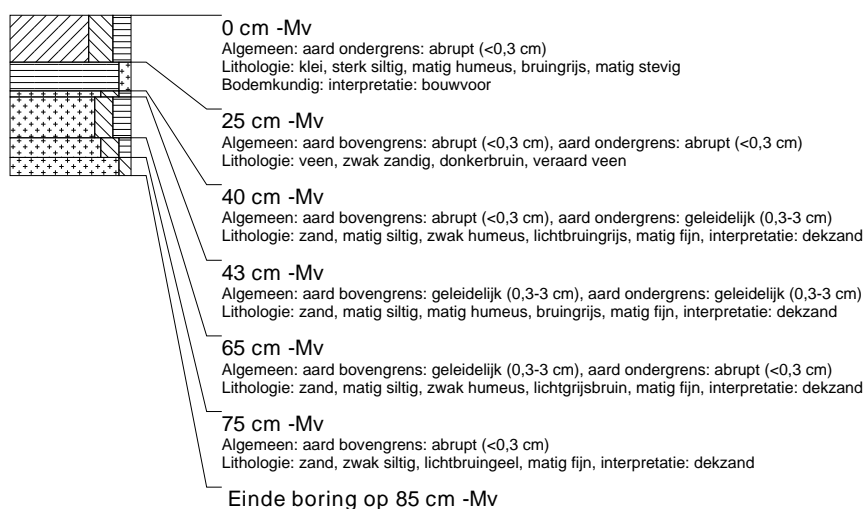 0 cm -Mv
Algemeen: aard ondergrens: abrupt (<0,3 cm)
Lithologie: klei, sterk siltig, matig humeus, bruingrijs, matig stevig
Bodemkundig: interpretatie: bouwvoor
25 cm -Mv
Algemeen: aard bovengrens: abrupt (<0,3 cm), aard ondergrens: abrupt (<0,3 cm)
Lithologie: veen, zwak zandig, donkerbruin, veraard veen
40 cm -Mv
Algemeen: aard bovengrens: abrupt (<0,3 cm), aard ondergrens: geleidelijk (0,3-3 cm)
Lithologie: zand, matig siltig, zwak humeus, lichtbruingrijs, matig fijn, interpretatie: dekzand
43 cm -Mv
Algemeen: aard bovengrens: geleidelijk (0,3-3 cm), aard ondergrens: geleidelijk (0,3-3 cm)
Lithologie: zand, matig siltig, matig humeus, bruingrijs, matig fijn, interpretatie: dekzand
65 cm -Mv
Algemeen: aard bovengrens: geleidelijk (0,3-3 cm), aard ondergrens: abrupt (<0,3 cm)
Lithologie: zand, matig siltig, zwak humeus, lichtgrijsbruin, matig fijn, interpretatie: dekzand
75 cm -Mv
Algemeen: aard bovengrens: abrupt (<0,3 cm)
Lithologie: zand, zwak siltig, lichtbruingeel, matig fijn, interpretatie: dekzand
Einde boring op 85 cm -Mv